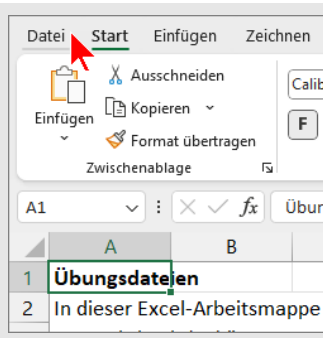 Datei Start Einfügen Zeichnen
Ausschneiden
Kopieren
Einfügen
Format übertragen
Zwischenablage
F
A1 fx
A B
1 Übungsdateien
2 In dieser Excel-Arbeitsmappe